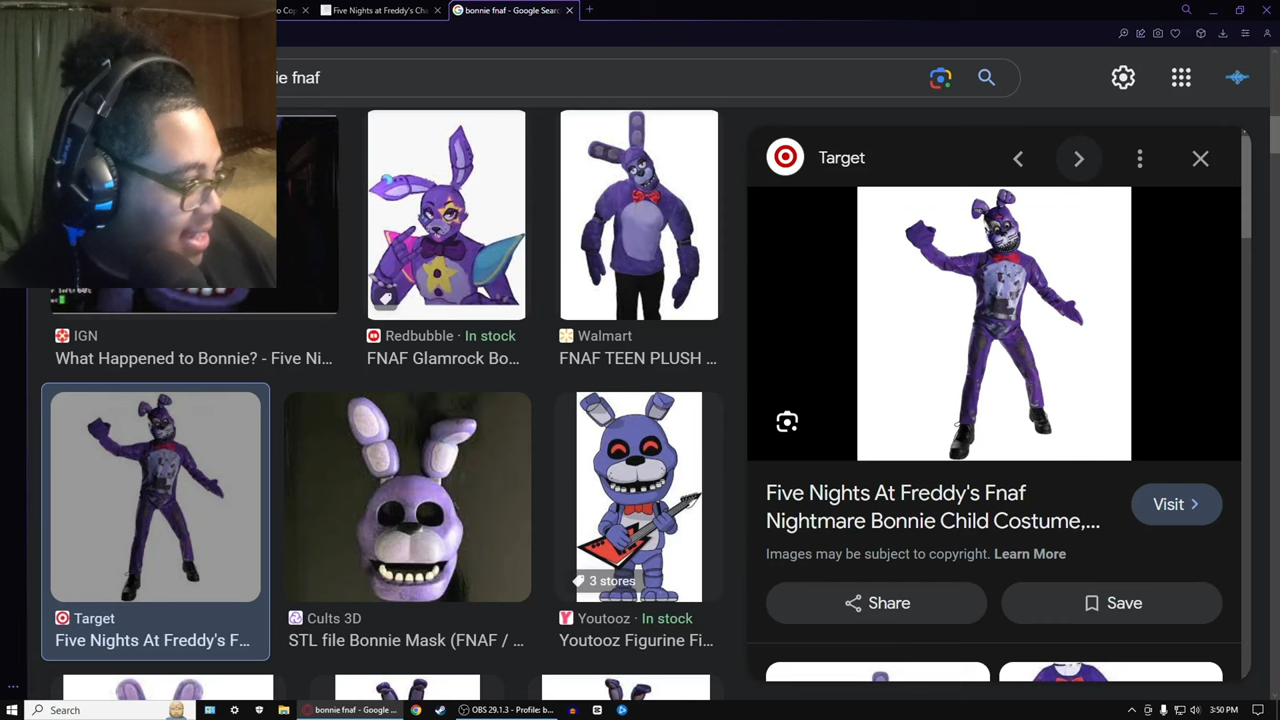 o Co
Five Nights at Freddy's Cha
bonnie fnaf - Google Searc
ie fnaf
Target
IGN
What Happened to Bonnie? - Five Ni...
Redbubble · In stock
FNAF Glamrock Bo...
Walmart
FNAF TEEN PLUSH ...
Five Nights At Freddy's Fnaf
Nightmare Bonnie Child Costume,...
Visit
Images may be subject to copyright. Learn More
Share
Save
3 stores
Target
Five Nights At Freddy's F...
Cults 3D
STL file Bonnie Mask (FNAF / ...
Youtooz · In stock
Youtooz Figurine Fi...
Search
bonnie fnaf - Google ...
OBS 29.1.3 - Profile: b...
3:50 PM